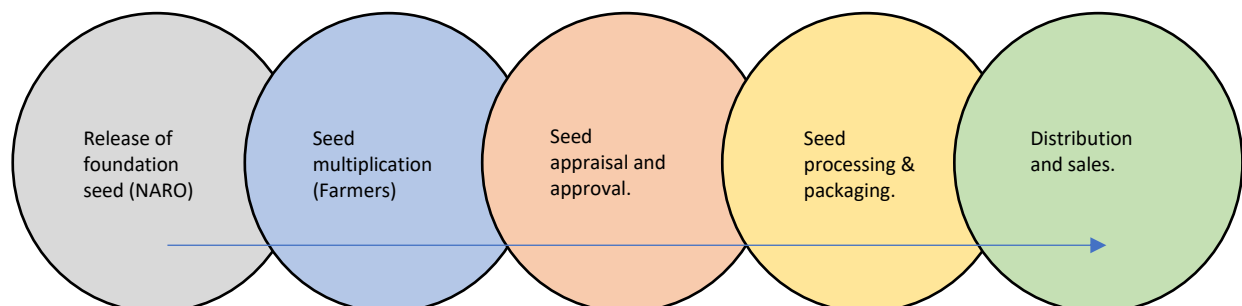 Release of
foundation
seed (NARO)
Seed
multiplication
(Farmers)
Seed
appraisal and
approval.
Seed
processing &
packaging.
Distribution
and sales.